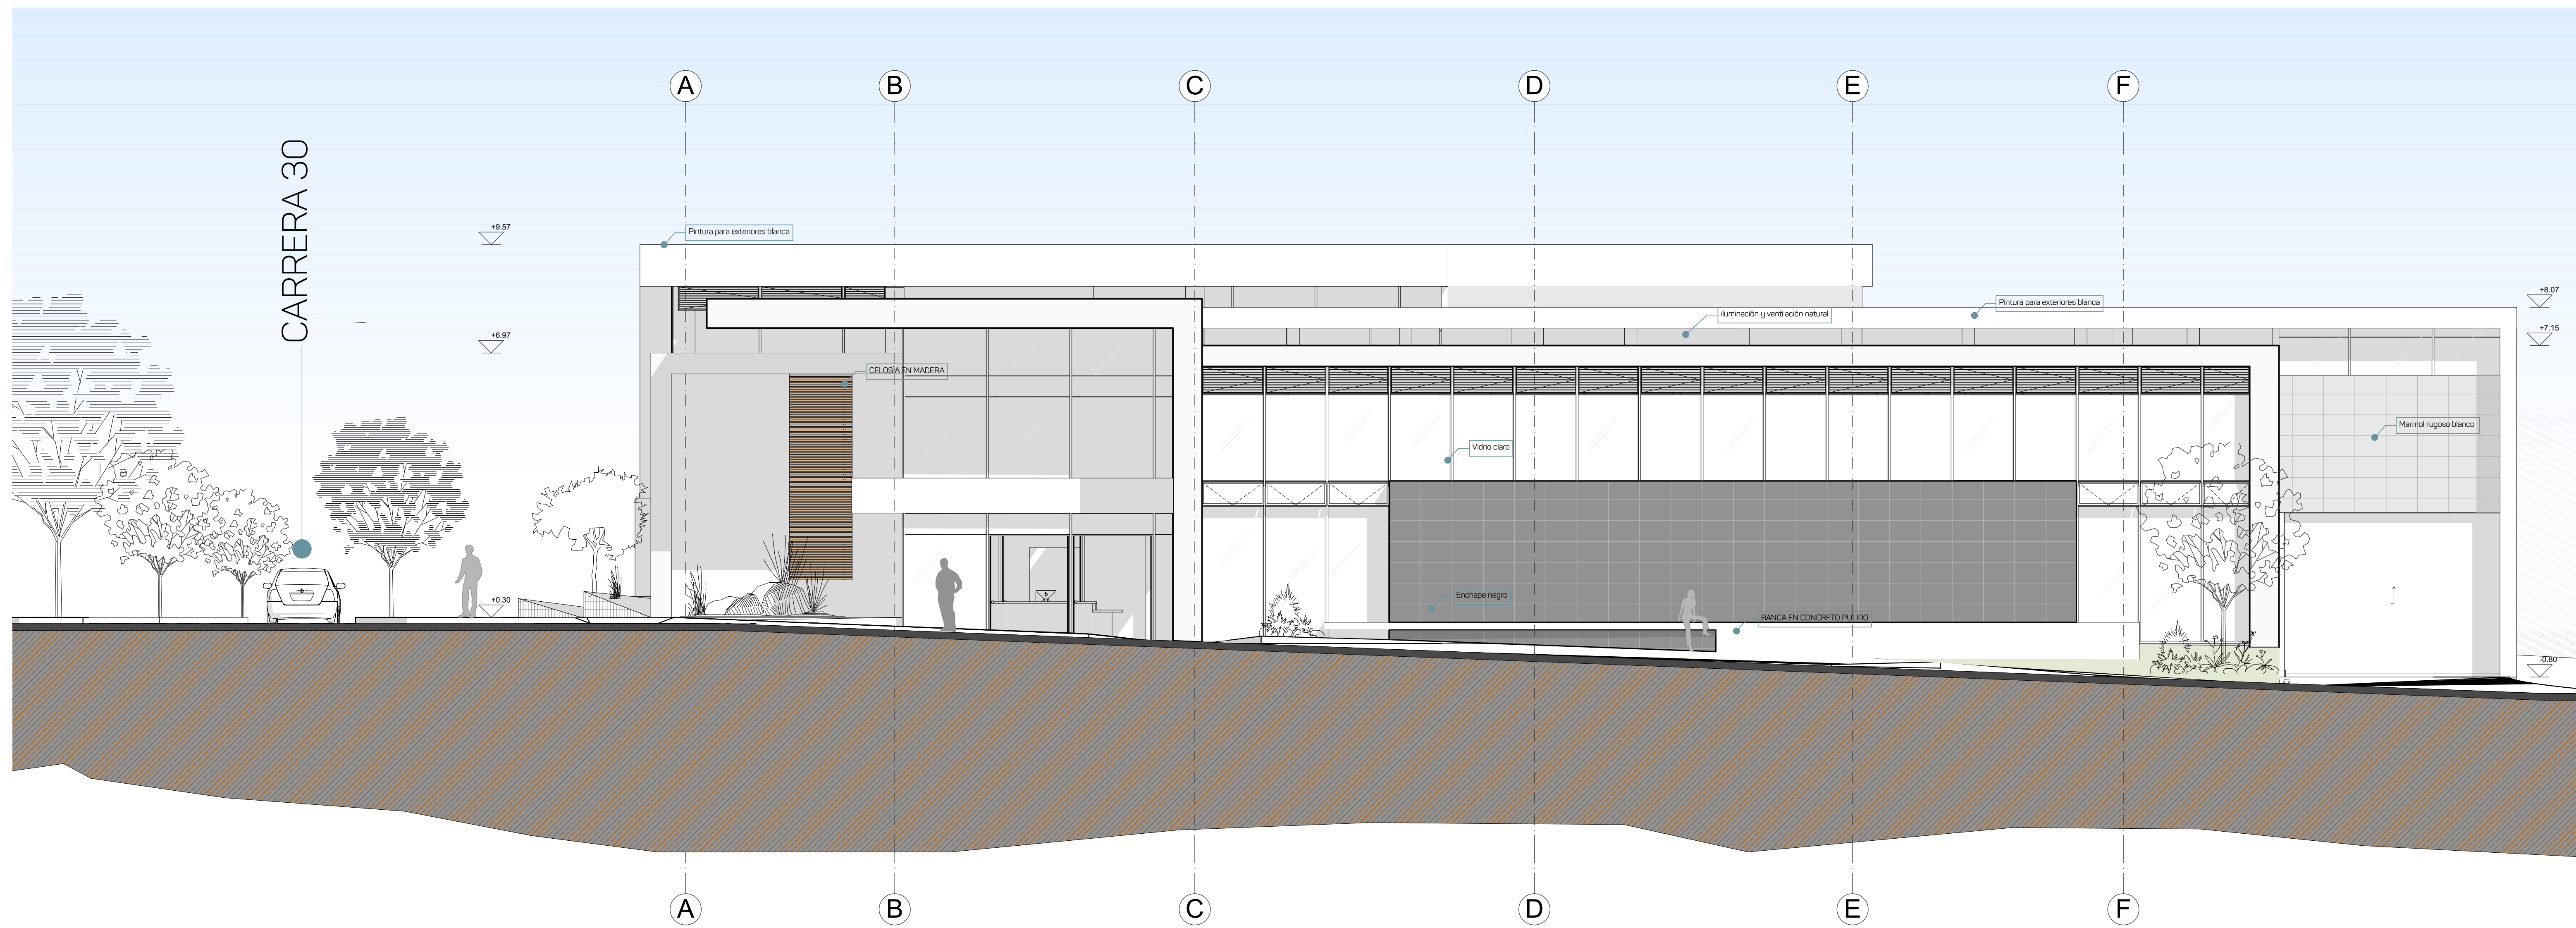 A
B
C
D
E
F
CARRERA 30
+9.57
Pintura para exteriores blanca
+8.07
Pintura para exteriores blanca
iluminación y ventilación natural
+6.97
+7.15
CELOSÍA EN MADERA
Marmol rugoso blanco
Vidrio claro
Enchape negro
+0.30
BANCA EN CONCRETO PULIDO
-0.80
A
B
C
D
E
F